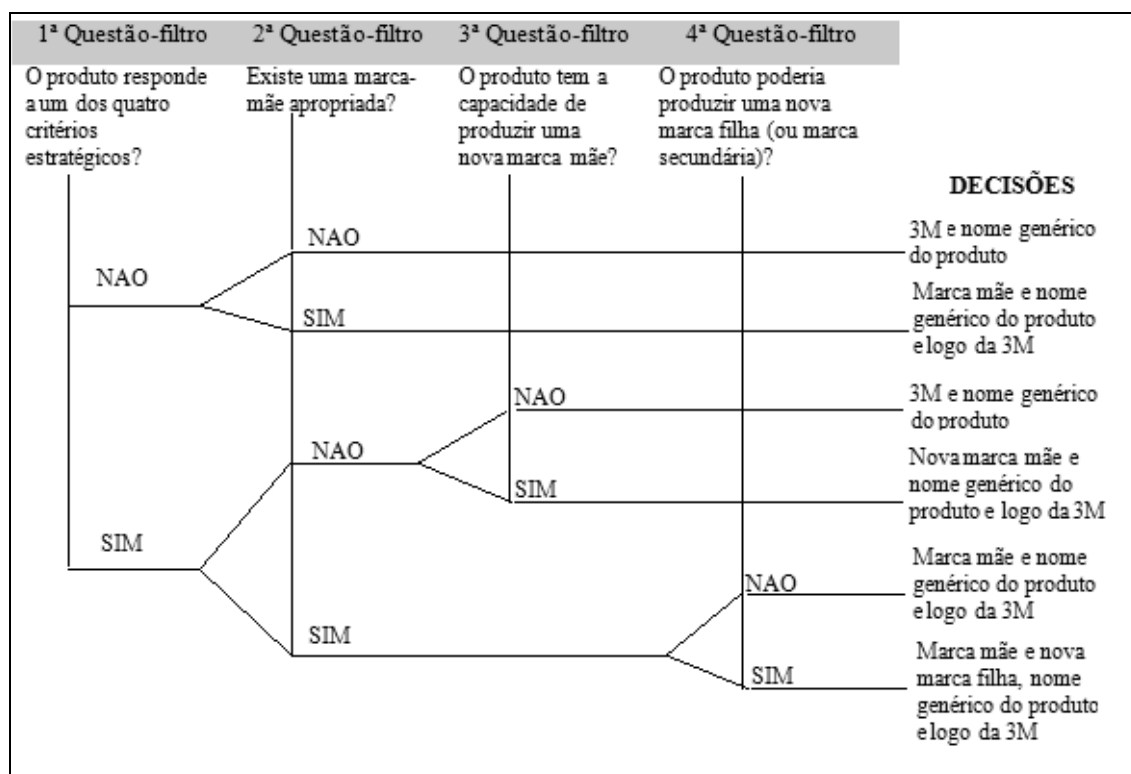 1ª Questão-filtro
2ª Questão-filtro
3ª Questão-filtro
4ª Questão-filtro
O produto responde
a um dos quatro
critérios
estratégicos?
Existe uma marca-
mãe apropriada?
O produto tem a
capacidade de
produzir uma
nova marca mãe?
O produto poderia
produzir uma nova
marca filha (ou marca
secundária)?
DECISÕES
NAO
NAO
3M e nome genérico
do produto
SIM
Marca mãe e nome
genérico do produto
e logo da 3M
SIM
NAO
NAO
3M e nome genérico
do produto
SIM
Nova marca mãe e
nome genérico do
produto e logo da 3M
SIM
NAO
Marca mãe e nome
genérico do produto
e logo da 3M
SIM
Marca mãe e nova
marca filha, nome
genérico do produto
e logo da 3M